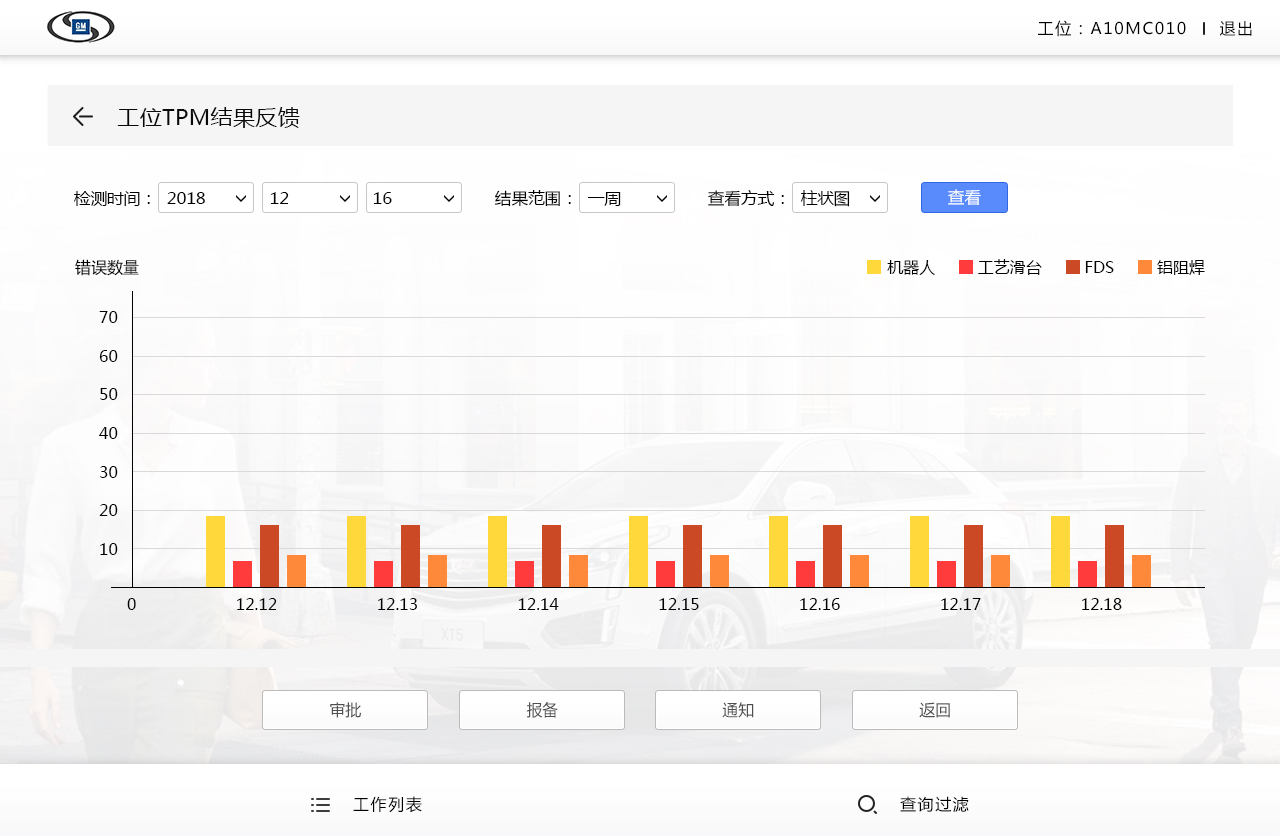 GM
工位：A10MC010 | 退出
工位TPM结果反馈
检测时间：2018 12 16 结果范围：一周 查看方式：柱状图 查看
错误数量 机器人 工艺滑台 FDS 铝阻焊
70
60
50
40
30
20
10
0 12.12 12.13 12.14 12.15 12.16 12.17 12.18
XT5
审批 报备 通知 返回
工作列表 查询过滤